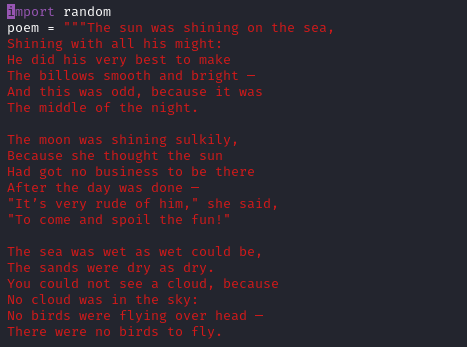 import random
poem = """The sun was shining on the sea,
Shining with all his might:
He did his very best to make
The billows smooth and bright —
And this was odd, because it was
The middle of the night.

The moon was shining sulkily,
Because she thought the sun
Had got no business to be there
After the day was done —
"It’s very rude of him," she said,
"To come and spoil the fun!"

The sea was wet as wet could be,
The sands were dry as dry.
You could not see a cloud, because
No cloud was in the sky:
No birds were flying over head —
There were no birds to fly.